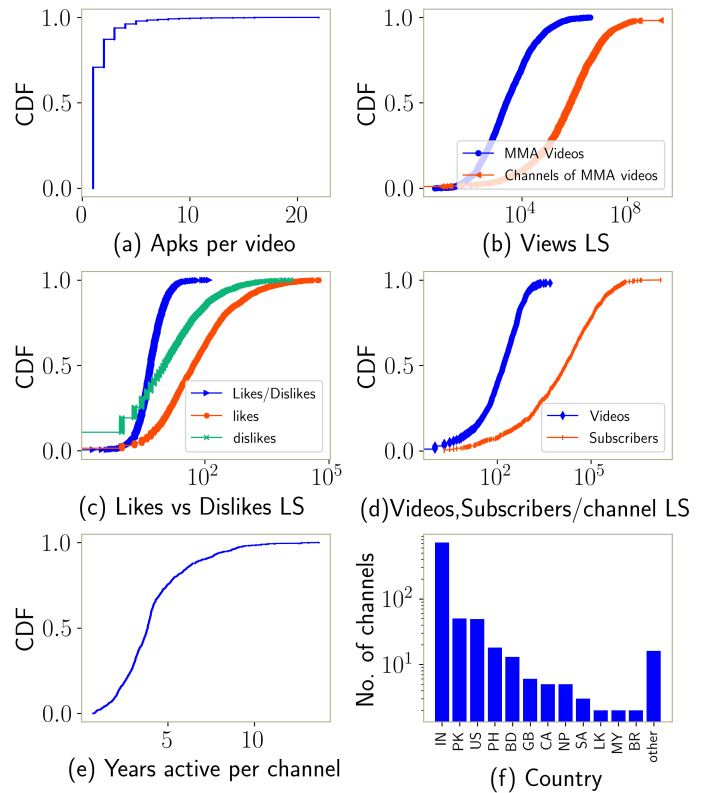 1.0
0.5
0.0
CDF
0
10
20
(a) Apks per video
1.0
0.5
0.0
CDF
MMA Videos
Channels of MMA videos
10^4
10^8
(b) Views LS
1.0
0.5
0.0
CDF
Likes/Dislikes
likes
dislikes
10^2
10^5
(c) Likes vs Dislikes LS
1.0
0.5
0.0
CDF
Videos
Subscribers
10^2
10^5
(d)Videos,Subscribers/channel LS
1.0
0.5
0.0
CDF
5
10
(e) Years active per channel
10^2
10^1
No. of channels
IN
PK
US
PH
BD
GB
CA
NP
SA
LK
MY
BR
other
(f) Country